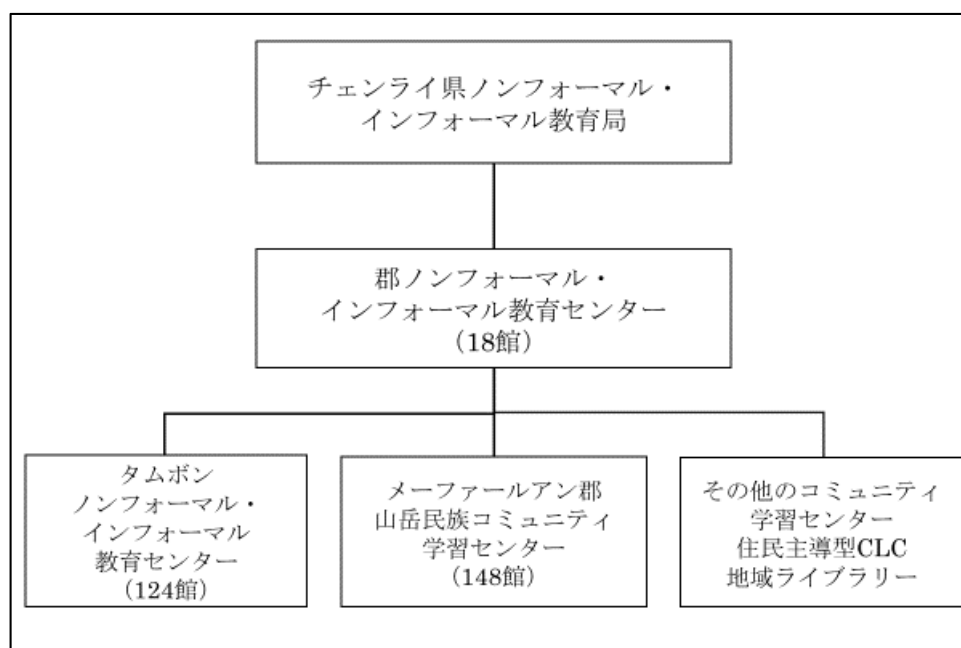 チェンライ県ノンフォーマル・
インフォーマル教育局
郡ノンフォーマル・
インフォーマル教育センター
（18館）
タムボン
ノンフォーマル・
インフォーマル
教育センター
（124館）
メーファールアン郡
山岳民族コミュニティ
学習センター
（148館）
その他のコミュニティ
学習センター
住民主導型CLC
地域ライブラリー